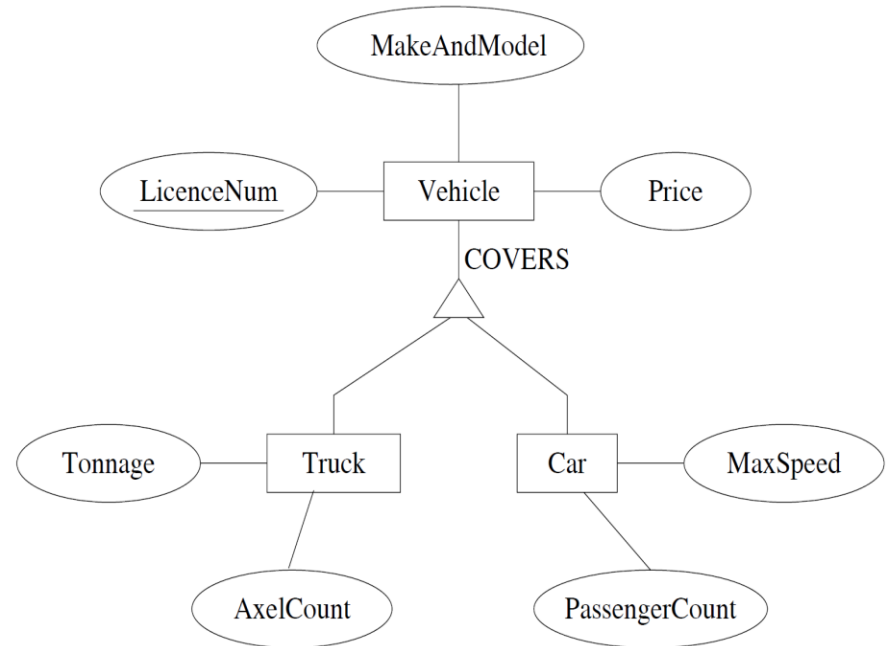 MakeAndModel
LicenceNum
Vehicle
Price
COVERS
Tonnage
Truck
Car
MaxSpeed
AxelCount
PassengerCount